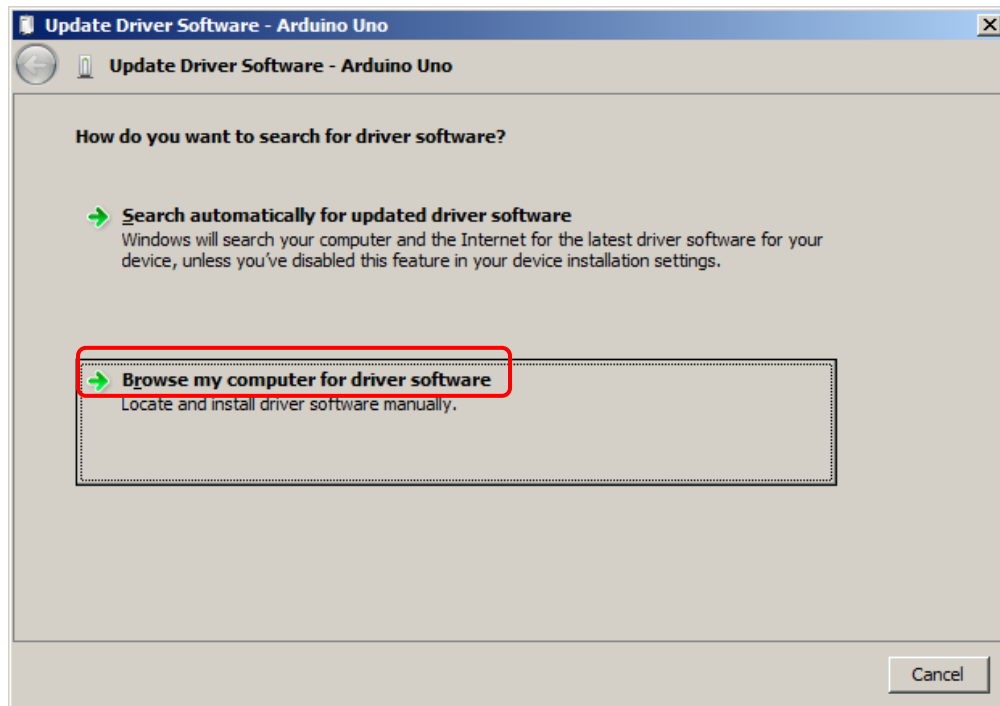 Update Driver Software - Arduino Uno
Update Driver Software - Arduino Uno
How do you want to search for driver software?
Search automatically for updated driver software
Windows will search your computer and the Internet for the latest driver software for your
device, unless you've disabled this feature in your device installation settings.
Browse my computer for driver software
Locate and install driver software manually.
Cancel